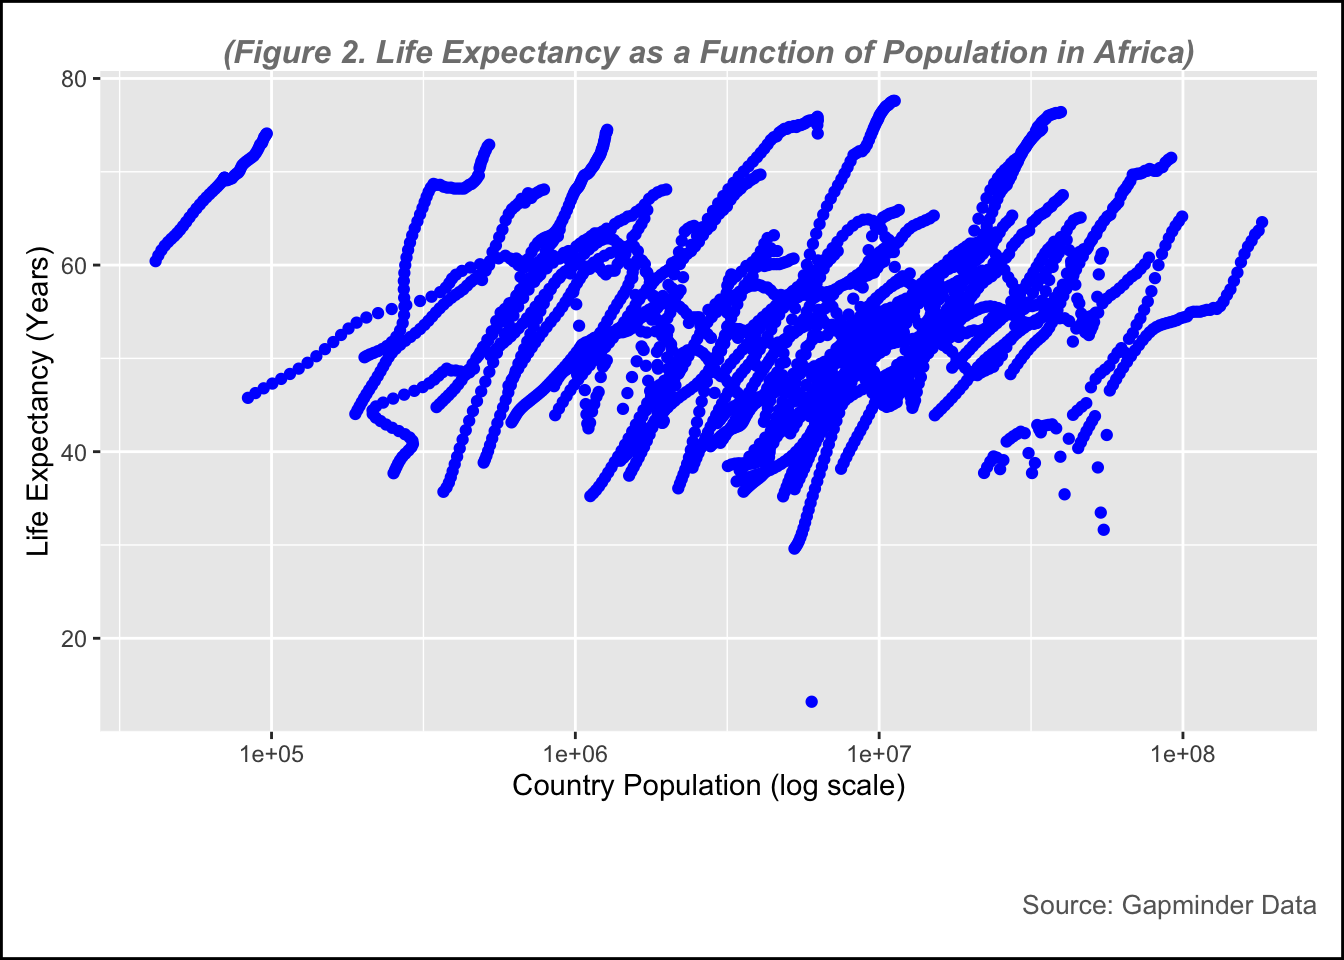 (Figure 2. Life Expectancy as a Function of Population in Africa)
80
60
40
20
Life Expectancy (Years)
1e+05 1e+06 1e+07 1e+08
Country Population (log scale)
Source: Gapminder Data